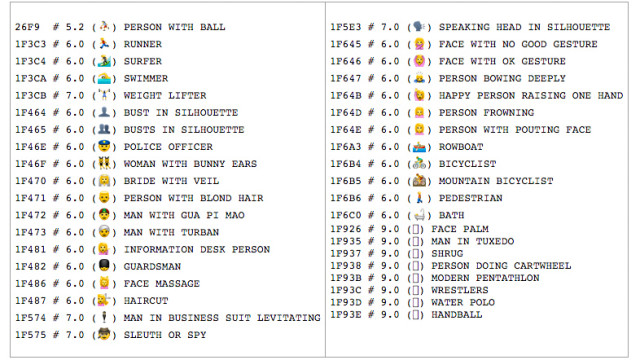 26F9 # 5.2 (⛹) PERSON WITH BALL
1F3C3 # 6.0 (🏃) RUNNER
1F3C4 # 6.0 (🏄) SURFER
1F3CA # 6.0 (🏊) SWIMMER
1F3CB # 7.0 (🏋) WEIGHT LIFTER
1F464 # 6.0 (👤) BUST IN SILHOUETTE
1F465 # 6.0 (👥) BUSTS IN SILHOUETTE
1F46E # 6.0 (👮) POLICE OFFICER
1F46F # 6.0 (👯) WOMAN WITH BUNNY EARS
1F470 # 6.0 (👰) BRIDE WITH VEIL
1F471 # 6.0 (👱) PERSON WITH BLOND HAIR
1F472 # 6.0 (👲) MAN WITH GUA PI MAO
1F473 # 6.0 (👳) MAN WITH TURBAN
1F481 # 6.0 (💁) INFORMATION DESK PERSON
1F482 # 6.0 (💂) GUARDSMAN
1F486 # 6.0 (💆) FACE MASSAGE
1F487 # 6.0 (💇) HAIRCUT
1F574 # 7.0 (🕴) MAN IN BUSINESS SUIT LEVITATING
1F575 # 7.0 (🕵) SLEUTH OR SPY
1F5E3 # 7.0 (🗣) SPEAKING HEAD IN SILHOUETTE
1F645 # 6.0 (🙅) FACE WITH NO GOOD GESTURE
1F646 # 6.0 (🙆) FACE WITH OK GESTURE
1F647 # 6.0 (🙇) PERSON BOWING DEEPLY
1F64B # 6.0 (🙋) HAPPY PERSON RAISING ONE HAND
1F64D # 6.0 (🙍) PERSON FROWNING
1F64E # 6.0 (🙎) PERSON WITH POUTING FACE
1F6A3 # 6.0 (🚣) ROWBOAT
1F6B4 # 6.0 (🚴) BICYCLIST
1F6B5 # 6.0 (🚵) MOUNTAIN BICYCLIST
1F6B6 # 6.0 (🚶) PEDESTRIAN
1F6C0 # 6.0 (🛀) BATH
1F926 # 9.0 (▯) FACE PALM
1F935 # 9.0 (▯) MAN IN TUXEDO
1F937 # 9.0 (▯) SHRUG
1F938 # 9.0 (▯) PERSON DOING CARTWHEEL
1F93B # 9.0 (▯) MODERN PENTATHLON
1F93C # 9.0 (▯) WRESTLERS
1F93D # 9.0 (▯) WATER POLO
1F93E # 9.0 (▯) HANDBALL